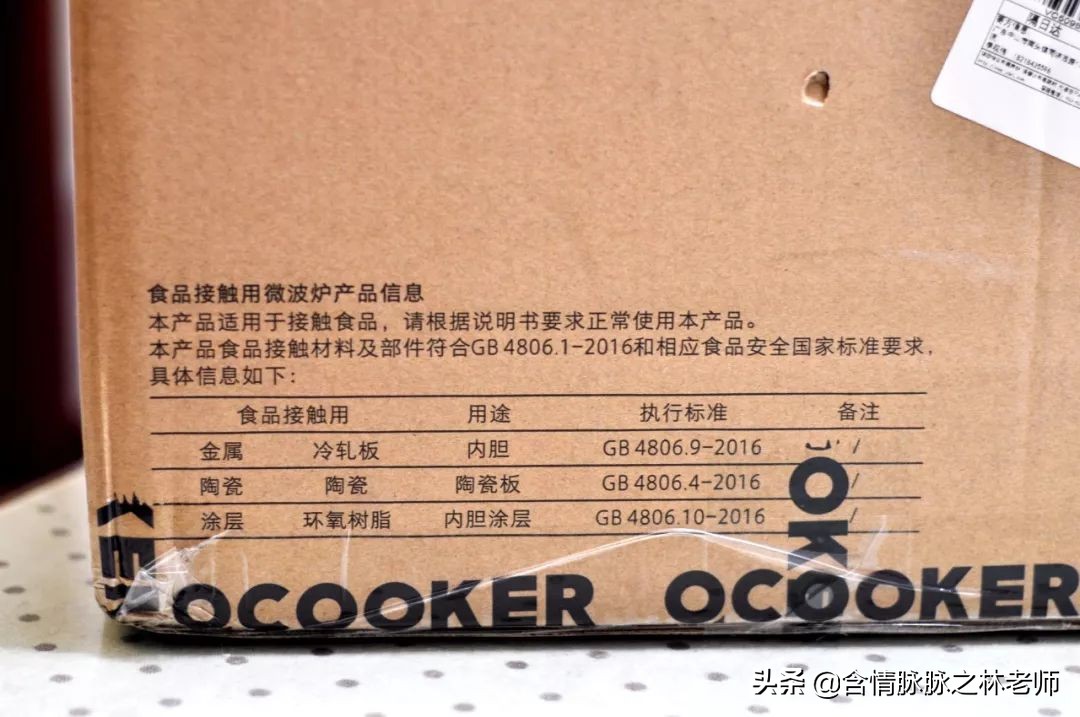 隔日达
食品接触用微波炉产品信息
本产品适用于接触食品，请根据说明书要求正常使用本产品。
本产品食品接触材料及部件符合GB 4806.1-2016和相应食品安全国家标准要求，
具体信息如下：
食品接触用 用途 执行标准 备注
金属 冷轧板 内胆 GB 4806.9-2016 /
陶瓷 陶瓷 陶瓷板 GB 4806.4-2016 /
涂层 环氧树脂 内胆涂层 GB 4806.10-2016 /
OCOOKER OCOOKER
头条 @含情脉脉之林老师